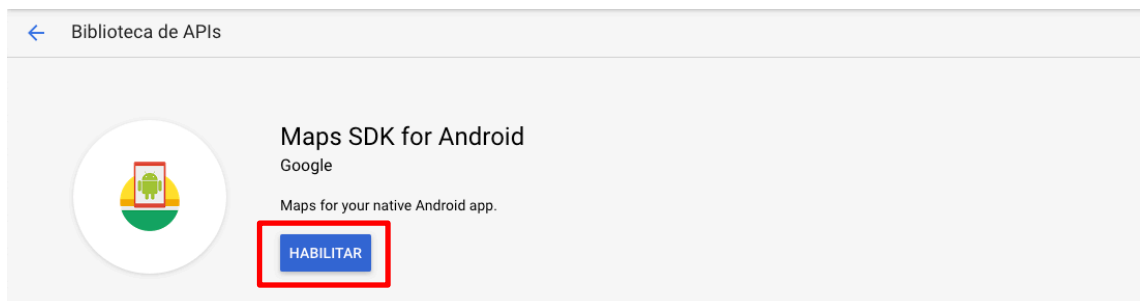 Biblioteca de APIs
Maps SDK for Android
Google
Maps for your native Android app.
HABILITAR